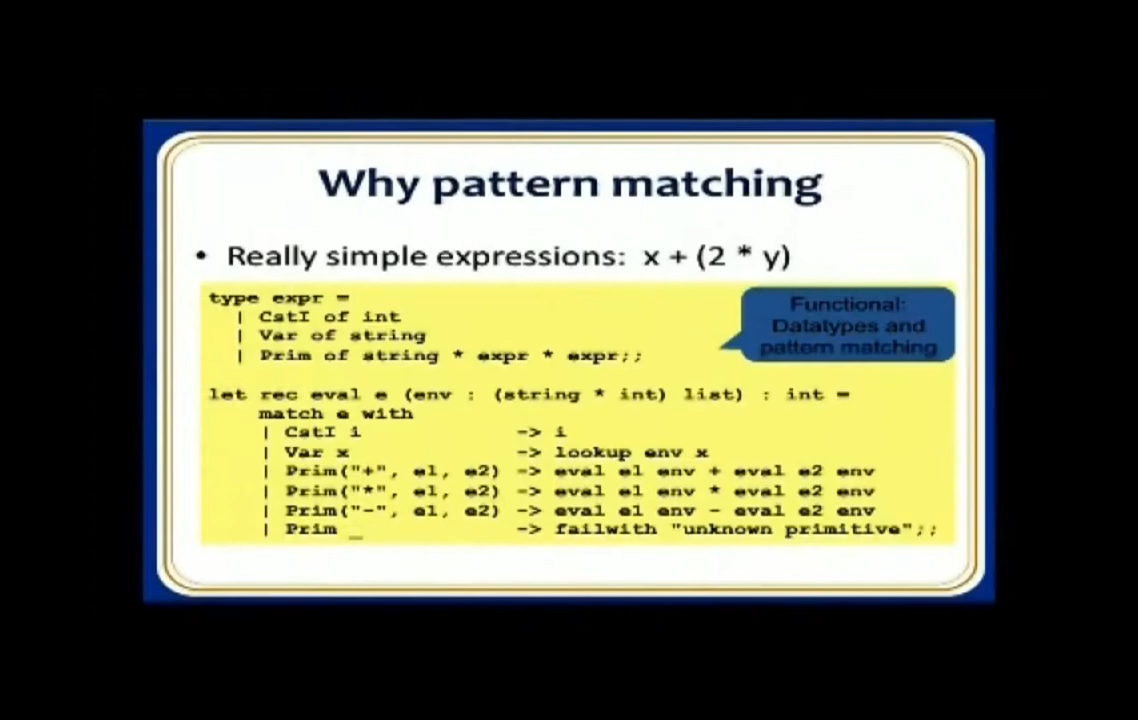 Why pattern matching
• Really simple expressions: x + (2 * y)
type expr =
| CstI of int
| Var of string
| Prim of string * expr * expr;;
Functional:
Datatypes and
pattern matching
let rec eval e (env : (string * int) list) : int =
match e with
| CstI i -> i
| Var x -> lookup env x
| Prim("+", e1, e2) -> eval e1 env + eval e2 env
| Prim("*", e1, e2) -> eval e1 env * eval e2 env
| Prim("-", e1, e2) -> eval e1 env - eval e2 env
| Prim _ -> failwith "unknown primitive";;